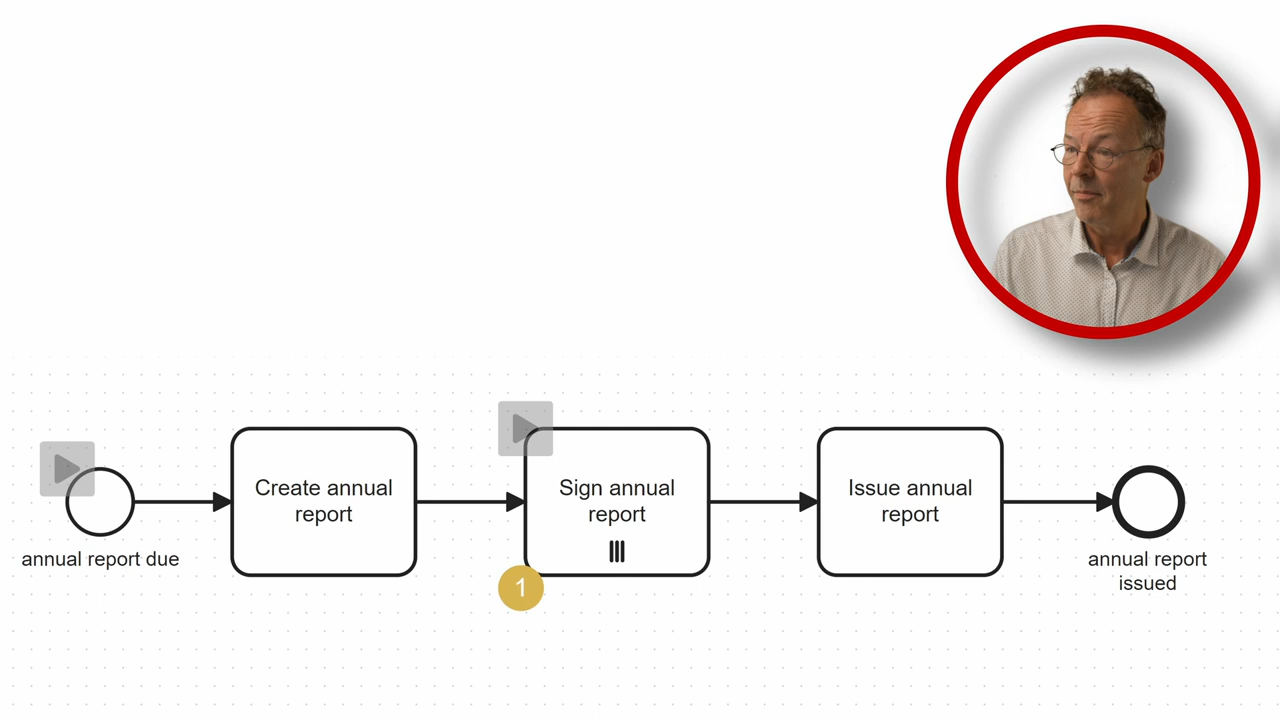 Create annual
report
Sign annual
report
Issue annual
report
annual report due
annual report
issued
1